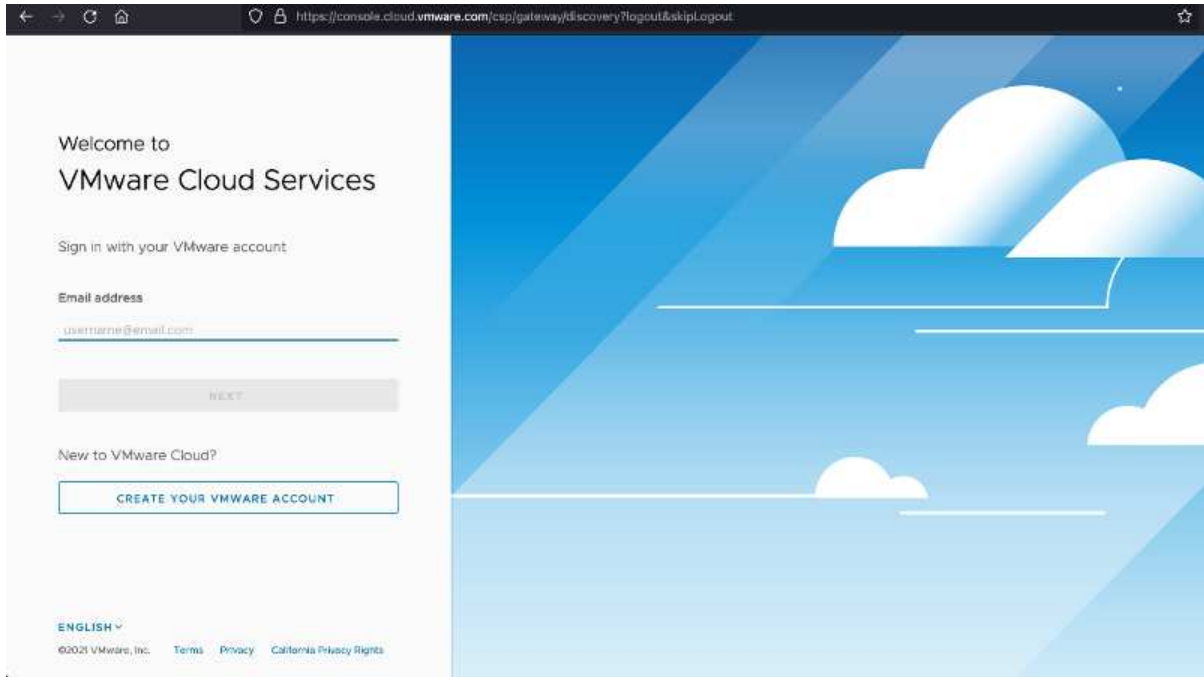 https://console.cloud.vmware.com/csp/gateway/discovery?logout&skipLogout
Welcome to
VMware Cloud Services
Sign in with your VMware account
Email address
username@email.com
NEXT
New to VMware Cloud?
CREATE YOUR VMWARE ACCOUNT
ENGLISH
©2021 VMware, Inc. Terms Privacy California Privacy Rights